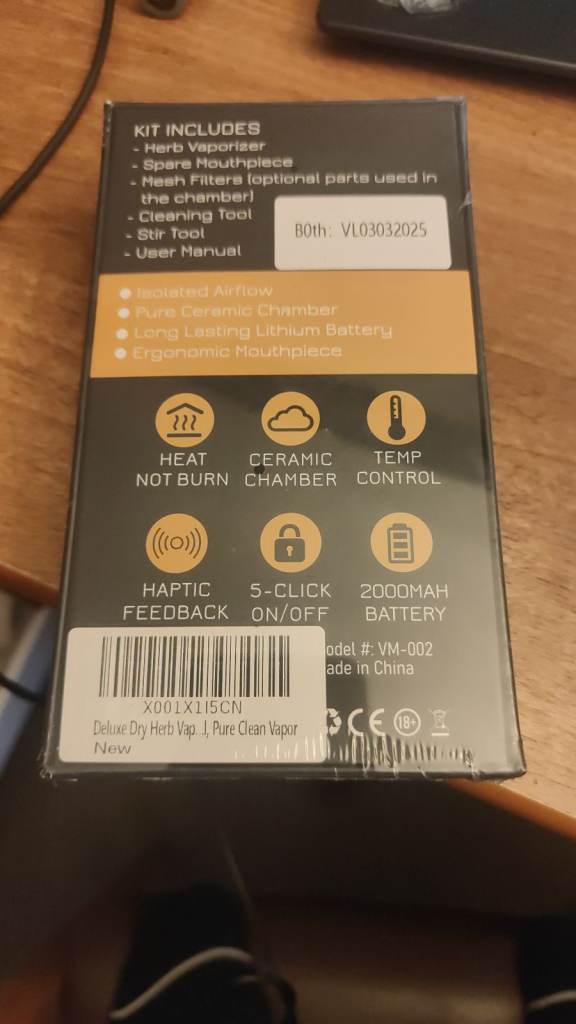 KIT INCLUDES
- Herb Vaporizer
- Spare Mouthpiece
- Mesh Filters (optional parts used in
the chamber)
- Cleaning Tool
- Stir Tool
- User Manual
B0th: VL03032025
Isolated Airflow
Pure Ceramic Chamber
Long Lasting Lithium Battery
Ergonomic Mouthpiece
HEAT
NOT BURN
CERAMIC
CHAMBER
TEMP
CONTROL
HAPTIC
FEEDBACK
5-CLICK
ON/OFF
2000MAH
BATTERY
odel #: VM-002
ade in China
X001X1I5CN
Deluxe Dry Herb Vap...l, Pure Clean Vapor
New
CE
18+